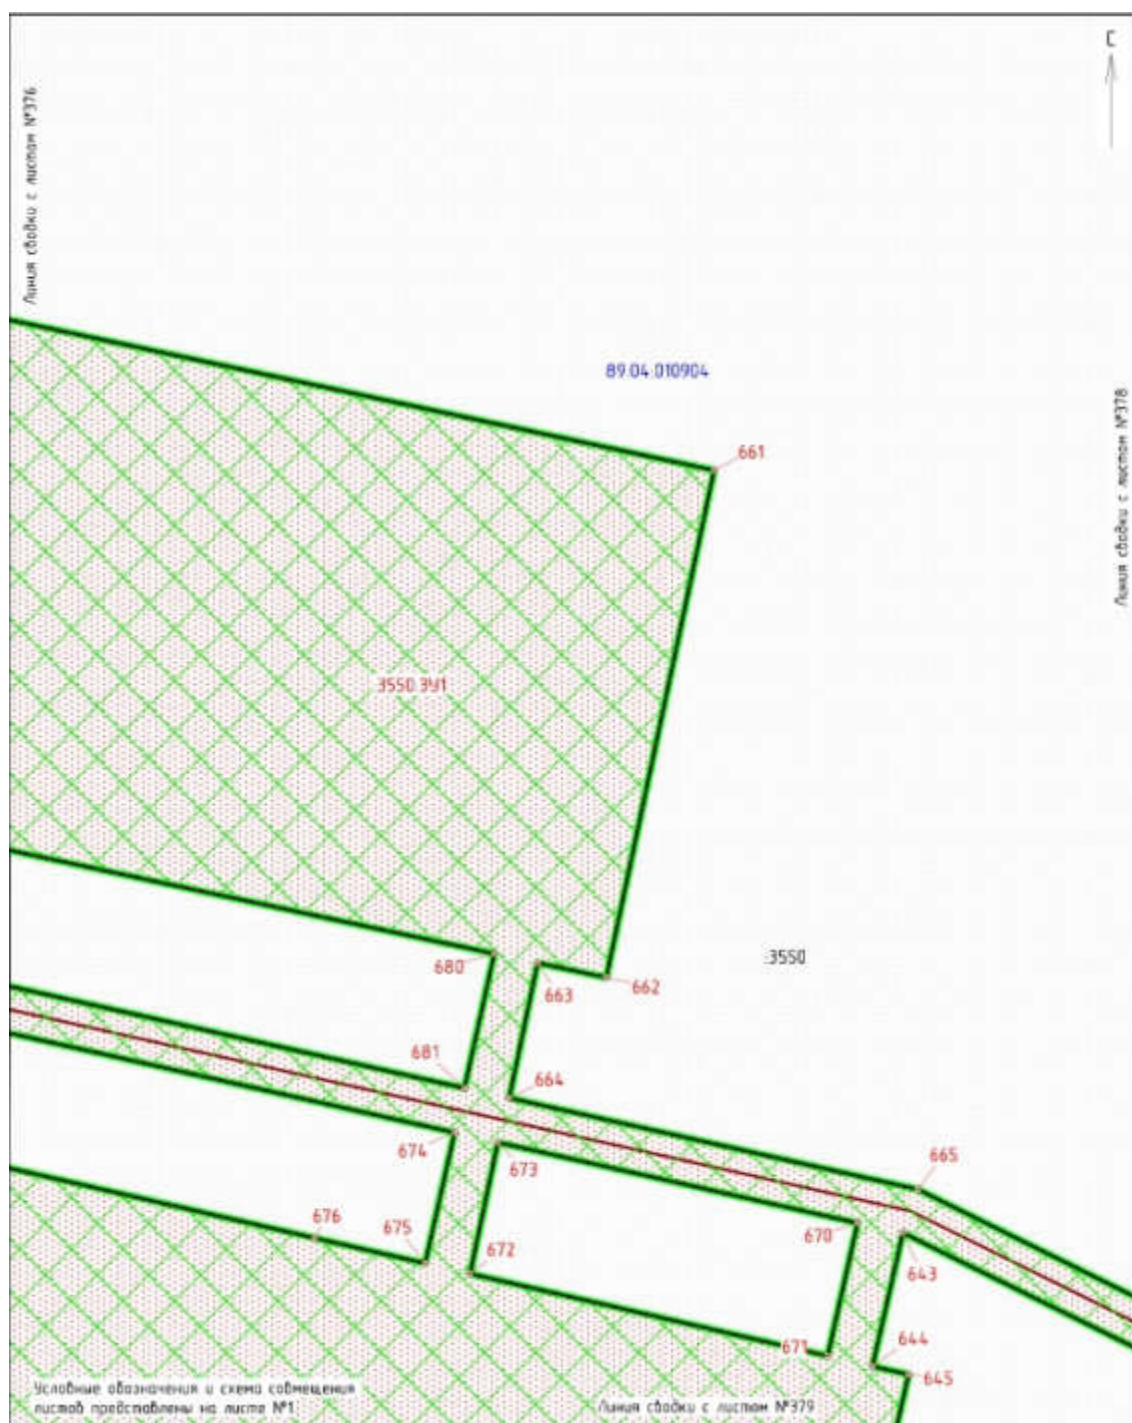 С
Линия сводки с листом №376
89:04:010904
Линия сводки с листом №378
661
:3550:ЗУ1
:3550
680
663
662
681
664
674
673
665
676
675
672
670
643
671
644
645
Условные обозначения и схема совмещения
листов представлены на листе №1
Линия сводки с листом №379